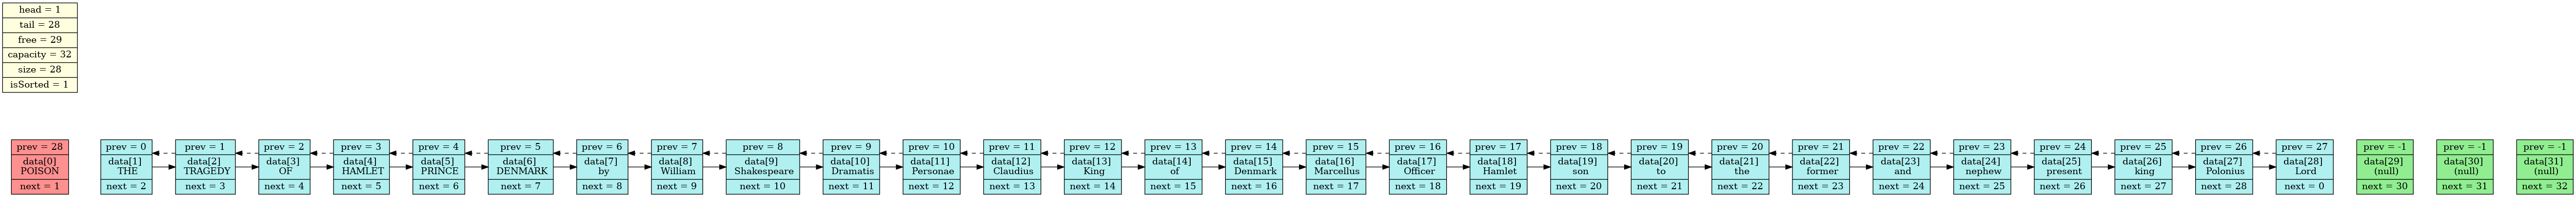 head = 1
tail = 28
free = 29
capacity = 32
size = 28
isSorted = 1
prev = 28
data[0]
POISON
next = 1
prev = 0
data[1]
THE
next = 2
prev = 1
data[2]
TRAGEDY
next = 3
prev = 2
data[3]
OF
next = 4
prev = 3
data[4]
HAMLET
next = 5
prev = 4
data[5]
PRINCE
next = 6
prev = 5
data[6]
DENMARK
next = 7
prev = 6
data[7]
by
next = 8
prev = 7
data[8]
William
next = 9
prev = 8
data[9]
Shakespeare
next = 10
prev = 9
data[10]
Dramatis
next = 11
prev = 10
data[11]
Personae
next = 12
prev = 11
data[12]
Claudius
next = 13
prev = 12
data[13]
King
next = 14
prev = 13
data[14]
of
next = 15
prev = 14
data[15]
Denmark
next = 16
prev = 15
data[16]
Marcellus
next = 17
prev = 16
data[17]
Officer
next = 18
prev = 17
data[18]
Hamlet
next = 19
prev = 18
data[19]
son
next = 20
prev = 19
data[20]
to
next = 21
prev = 20
data[21]
the
next = 22
prev = 21
data[22]
former
next = 23
prev = 22
data[23]
and
next = 24
prev = 23
data[24]
nephew
next = 25
prev = 24
data[25]
present
next = 26
prev = 25
data[26]
king
next = 27
prev = 26
data[27]
Polonius
next = 28
prev = 27
data[28]
Lord
next = 0
prev = -1
data[29]
(null)
next = 30
prev = -1
data[30]
(null)
next = 31
prev = -1
data[31]
(null)
next = 32